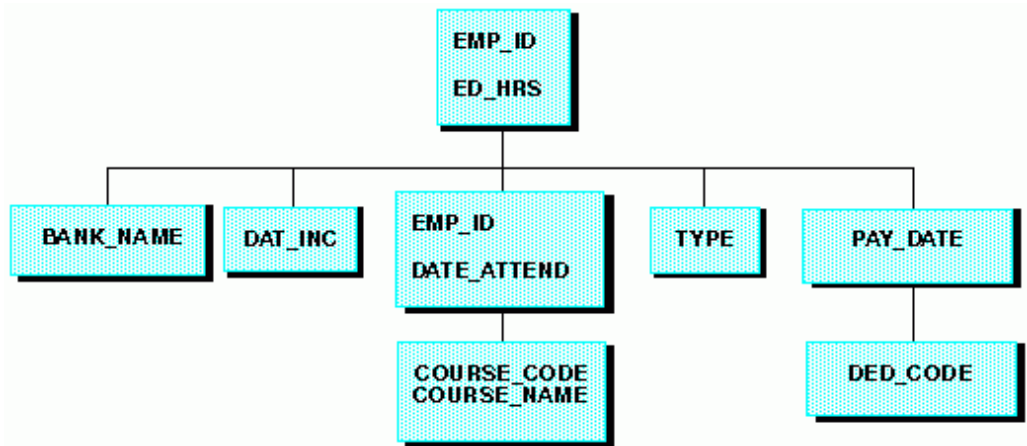 EMP_ID
ED_HRS
BANK_NAME
DAT_INC
EMP_ID
DATE_ATTEND
TYPE
PAY_DATE
COURSE_CODE
COURSE_NAME
DED_CODE